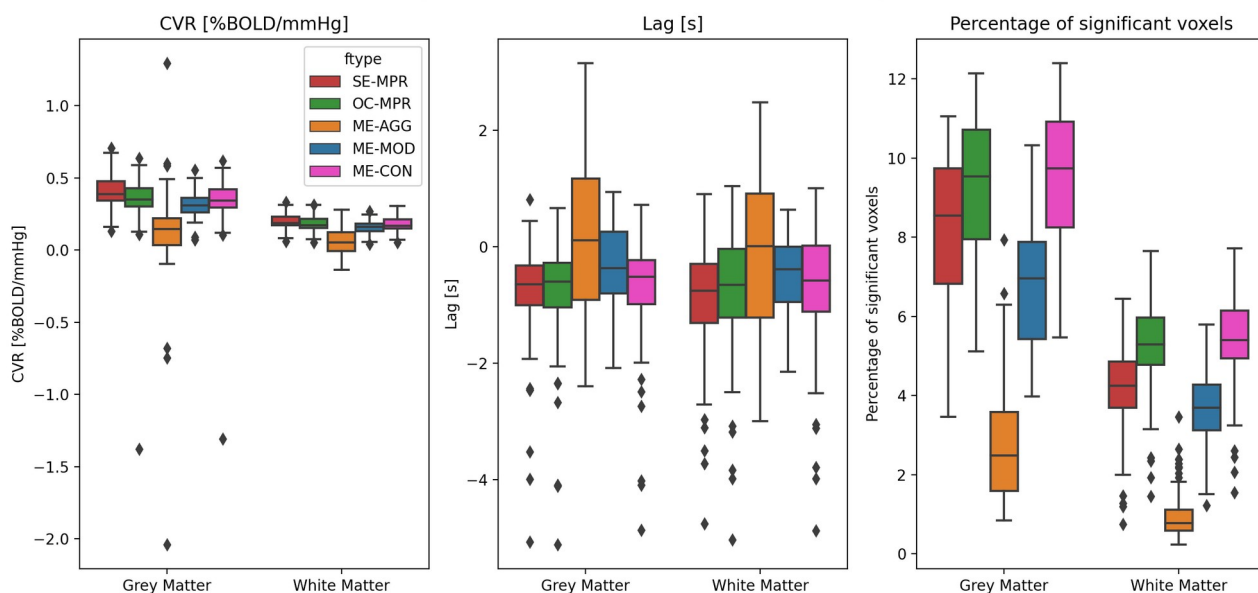 CVR [%BOLD/mmHg]
CVR [%BOLD/mmHg]
1.0
0.5
0.0
−0.5
−1.0
−1.5
−2.0
ftype
SE-MPR
OC-MPR
ME-AGG
ME-MOD
ME-CON
Grey Matter
White Matter
Lag [s]
Lag [s]
2
0
−2
−4
Grey Matter
White Matter
Percentage of significant voxels
Percentage of significant voxels
12
10
8
6
4
2
0
Grey Matter
White Matter